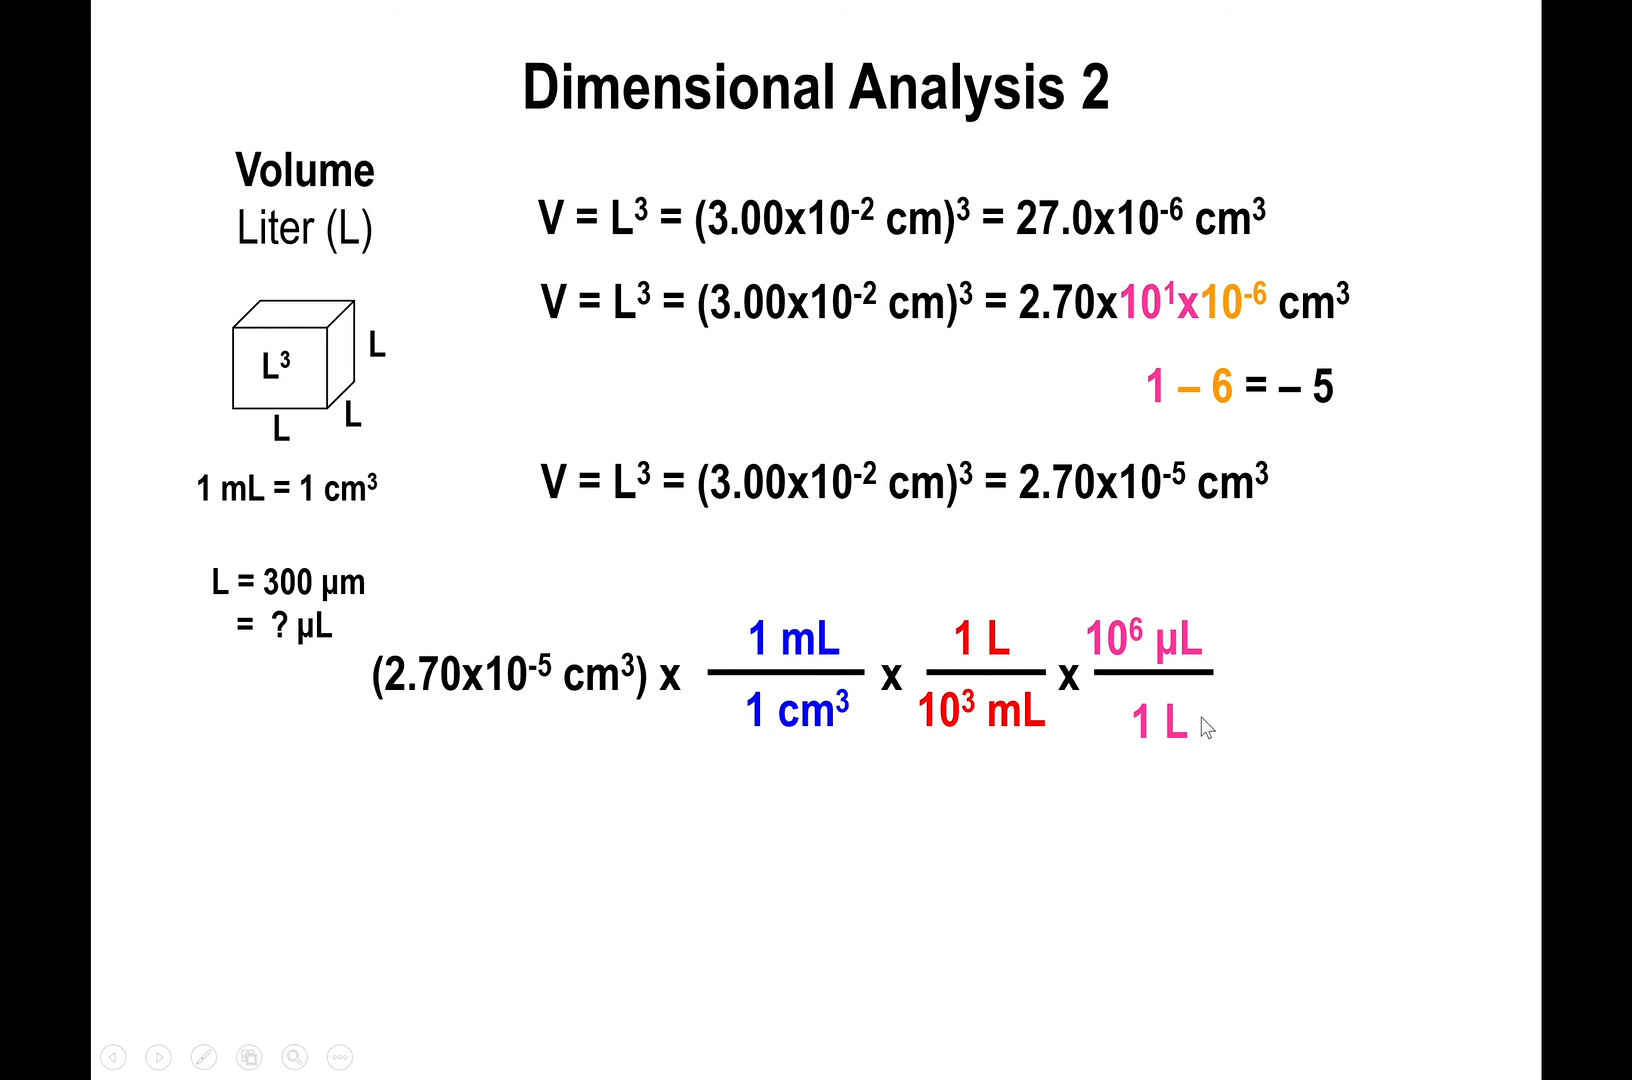 Dimensional Analysis 2
Volume
Liter (L)
L³
L
L
L
1 mL = 1 cm³
L = 300 µm
= ? µL
V = L³ = (3.00x10⁻² cm)³ = 27.0x10⁻⁶ cm³
V = L³ = (3.00x10⁻² cm)³ = 2.70x10¹x10⁻⁶ cm³
1 – 6 = – 5
V = L³ = (3.00x10⁻² cm)³ = 2.70x10⁻⁵ cm³
(2.70x10⁻⁵ cm³) x 1 mL / 1 cm³ x 1 L / 10³ mL x 10⁶ µL / 1 L